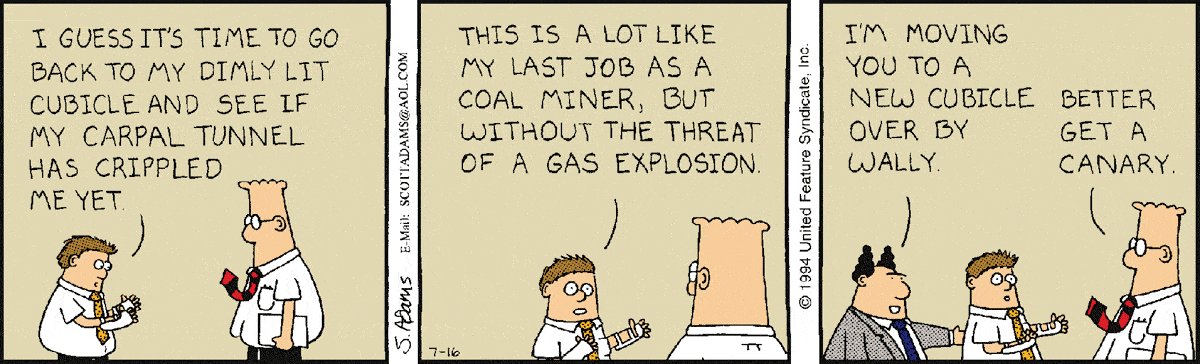 I GUESS IT'S TIME TO GO
BACK TO MY DIMLY LIT
CUBICLE AND SEE IF
MY CARPAL TUNNEL
HAS CRIPPLED
ME YET.
S. Adams E-Mail: SCOTTADAMS@AOL.COM
THIS IS A LOT LIKE
MY LAST JOB AS A
COAL MINER, BUT
WITHOUT THE THREAT
OF A GAS EXPLOSION.
7-16
© 1994 United Feature Syndicate, Inc.
I'M MOVING
YOU TO A
NEW CUBICLE
OVER BY
WALLY.
BETTER
GET A
CANARY.